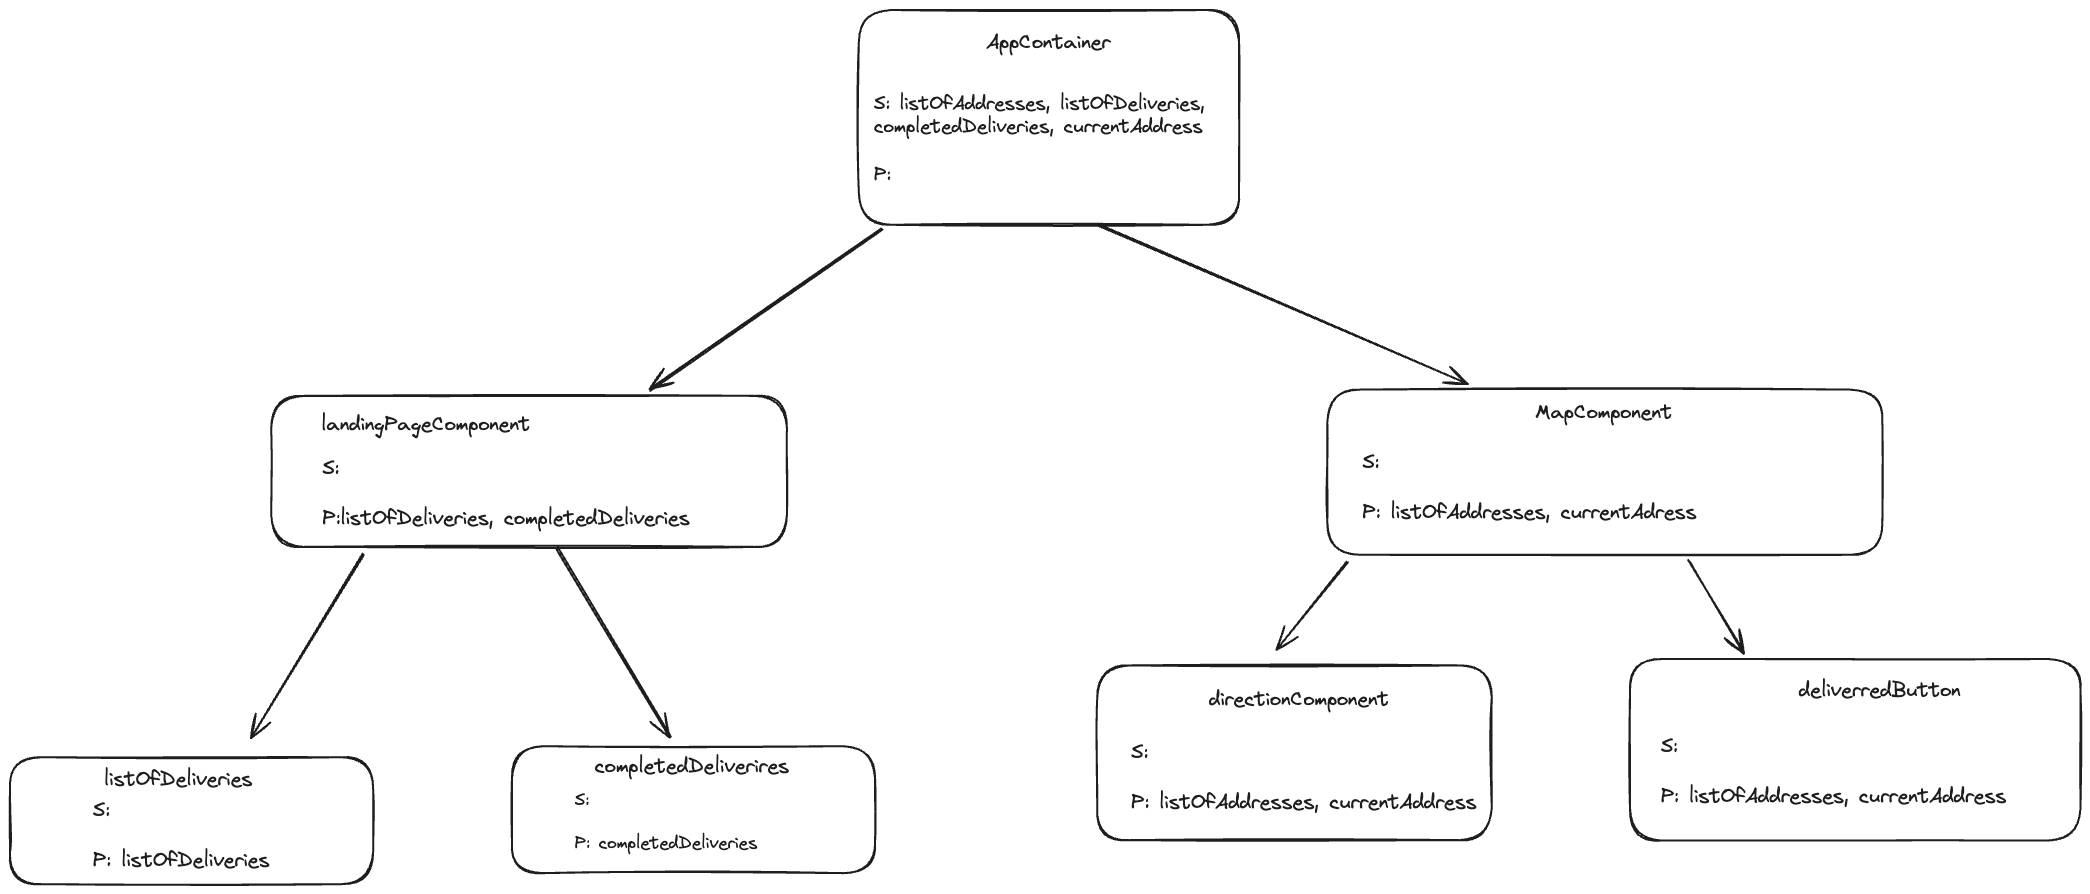 AppContainer
S: listOfAddresses, listOfDeliveries,
completedDeliveries, currentAddress
P:
landingPageComponent
S:
P:listOfDeliveries, completedDeliveries
MapComponent
S:
P: listOfAddresses, currentAdress
listOfDeliveries
S:
P: listOfDeliveries
completedDeliverires
S:
P: completedDeliveries
directionComponent
S:
P: listOfAddresses, currentAddress
deliverredButton
S:
P: listOfAddresses, currentAddress